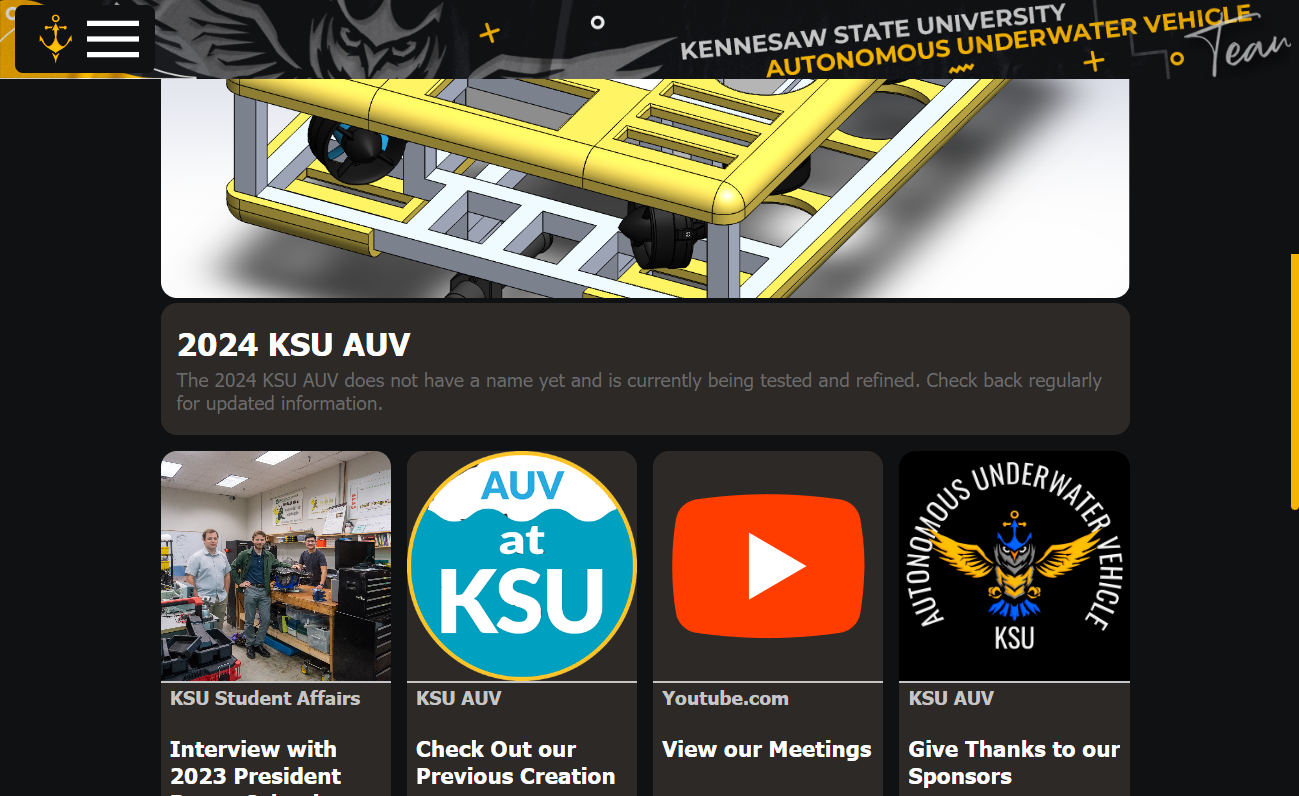 KENNESAW STATE UNIVERSITY
AUTONOMOUS UNDERWATER VEHICLE
Team
2024 KSU AUV
The 2024 KSU AUV does not have a name yet and is currently being tested and refined. Check back regularly
for updated information.
AUV
at
KSU
AUTONOMOUS UNDERWATER VEHICLE
KSU
KSU Student Affairs
KSU AUV
Youtube.com
KSU AUV
Interview with
2023 President
Check Out our
Previous Creation
View our Meetings
Give Thanks to our
Sponsors